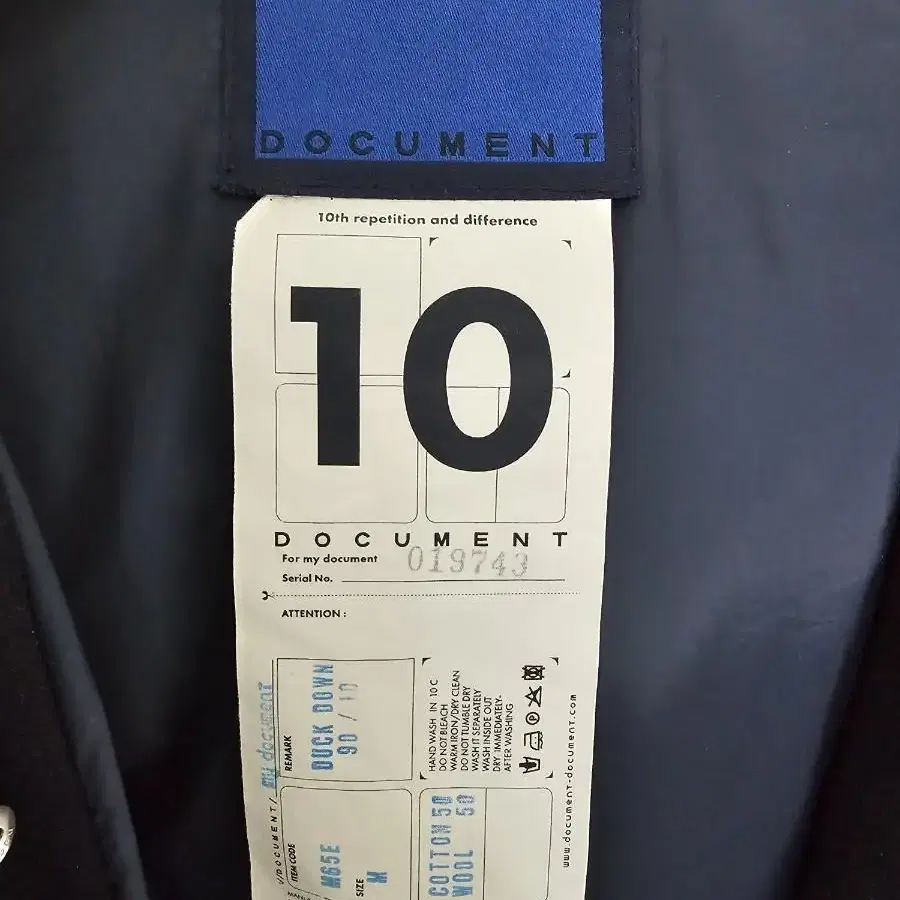 DOCUMENT
10th repetition and difference
10
DOCUMENT
For my document
019743
Serial No.
ATTENTION :
my document
REMARK
DUCK DOWN
90 / 10
HAND WASH IN 10 C
DO NOT BLEACH
WARM IRON/DRY CLEAN
DO NOT TUMBLE DRY
WASH IT SEPARATELY
WASH INSIDE OUT
DRY IMMEDIATELY-
AFTER WASHING
www.document-document.com
/DOCUMENT/
ITEM CODE
M65E
SIZE
M
COTTON 50
WOOL 50